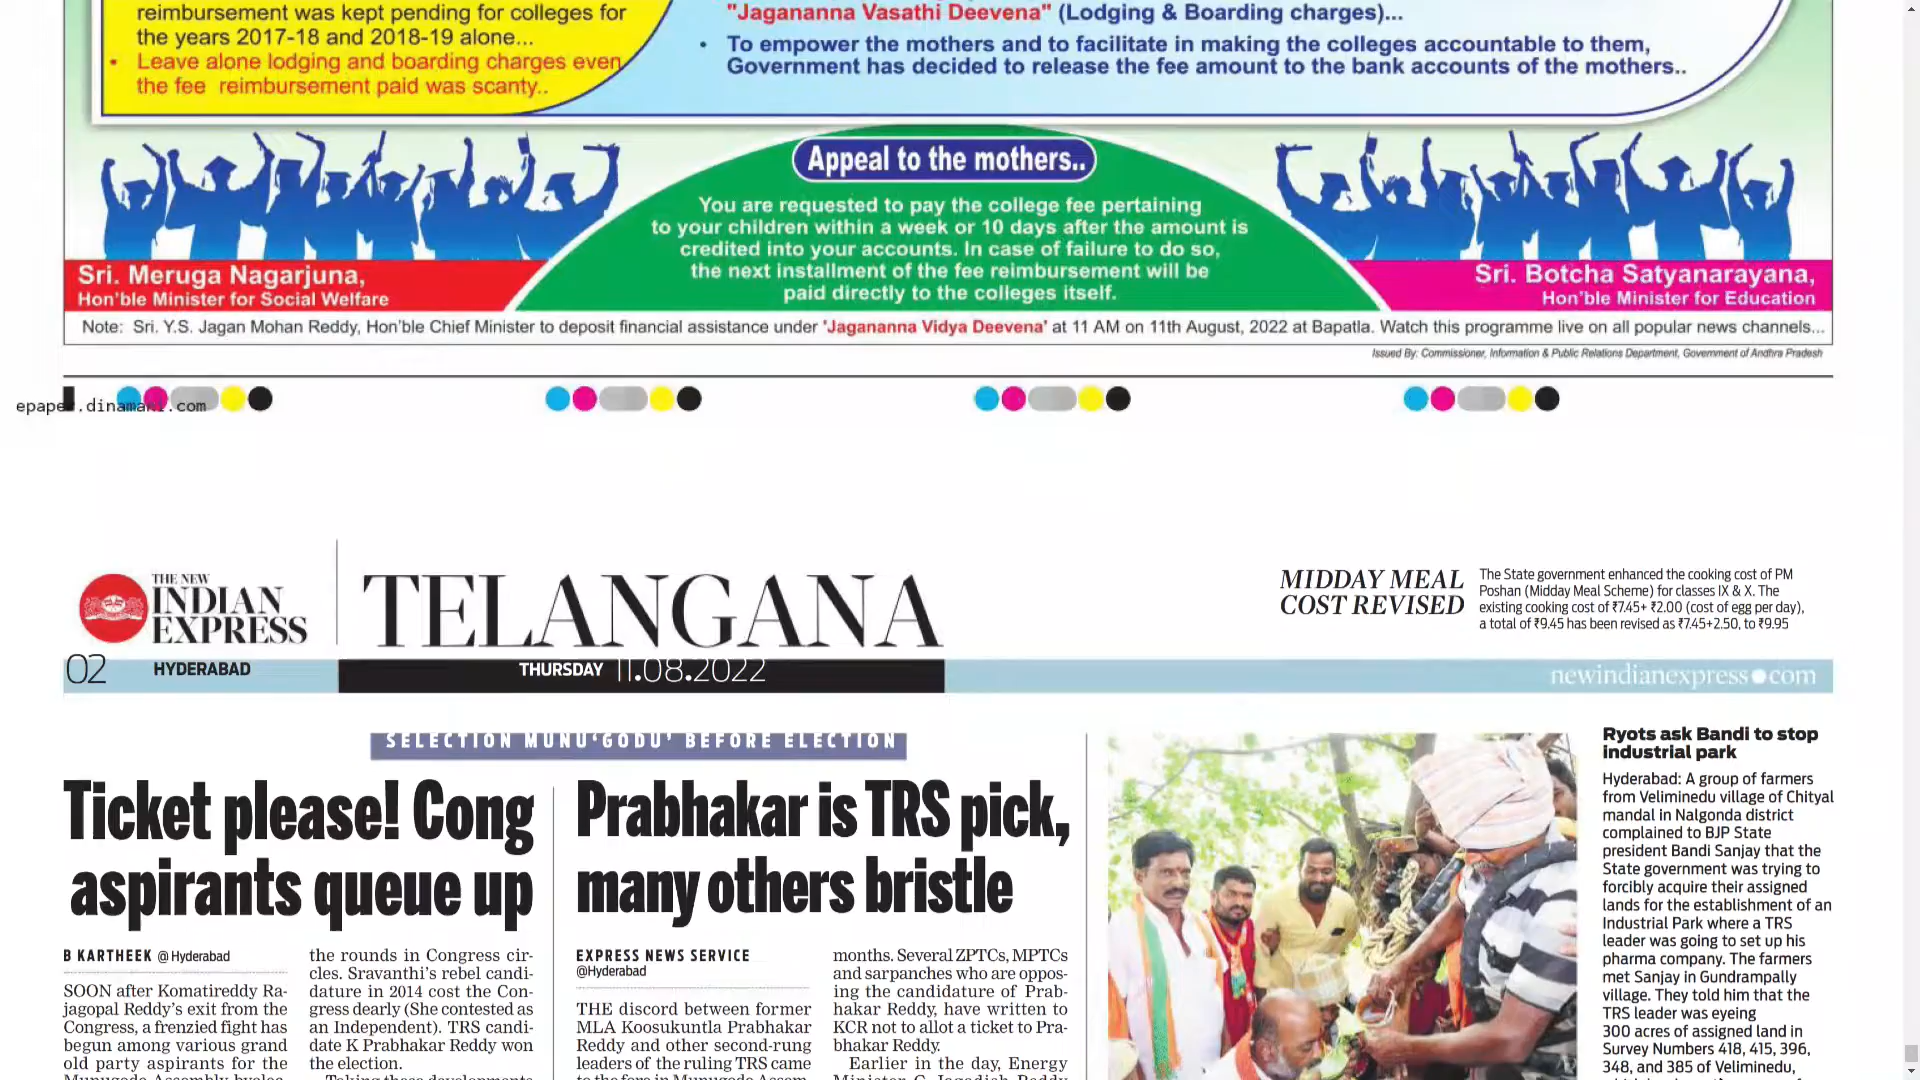 reimbursement was kept pending for colleges for
the years 2017-18 and 2018-19 alone...
• Leave alone lodging and boarding charges even
the fee reimbursement paid was scanty..
"Jagananna Vasathi Deevena" (Lodging & Boarding charges)...
• To empower the mothers and to facilitate in making the colleges accountable to them,
Government has decided to release the fee amount to the bank accounts of the mothers..
Appeal to the mothers..
You are requested to pay the college fee pertaining
to your children within a week or 10 days after the amount is
credited into your accounts. In case of failure to do so,
the next installment of the fee reimbursement will be
paid directly to the colleges itself.
Sri. Meruga Nagarjuna,
Hon'ble Minister for Social Welfare
Sri. Botcha Satyanarayana,
Hon'ble Minister for Education
Note: Sri. Y.S. Jagan Mohan Reddy, Hon'ble Chief Minister to deposit financial assistance under 'Jagananna Vidya Deevena' at 11 AM on 11th August, 2022 at Bapatla. Watch this programme live on all popular news channels...
Issued By: Commissioner, Information & Public Relations Department, Government of Andhra Pradesh
epaper.dinamani.com
THE NEW
INDIAN
EXPRESS
TELANGANA
MIDDAY MEAL
COST REVISED
The State government enhanced the cooking cost of PM
Poshan (Midday Meal Scheme) for classes IX & X. The
existing cooking cost of ₹7.45+ ₹2.00 (cost of egg per day),
a total of ₹9.45 has been revised as ₹7.45+2.50, to ₹9.95
02 HYDERABAD
THURSDAY 11.08.2022
newindianexpress●com
SELECTION MUNU'GODU' BEFORE ELECTION
Ticket please! Cong
aspirants queue up
B KARTHEEK @ Hyderabad
SOON after Komatireddy Ra-
jagopal Reddy's exit from the
Congress, a frenzied fight has
begun among various grand
old party aspirants for the
Munugode Assembly byelec-
the rounds in Congress cir-
cles. Sravanthi's rebel candi-
dature in 2014 cost the Con-
gress dearly (She contested as
an Independent). TRS candi-
date K Prabhakar Reddy won
the election.
Taking these developments
Prabhakar is TRS pick,
many others bristle
EXPRESS NEWS SERVICE
@Hyderabad
THE discord between former
MLA Koosukuntla Prabhakar
Reddy and other second-rung
leaders of the ruling TRS came
to the fore in Munugode Assem-
months. Several ZPTCs, MPTCs
and sarpanches who are oppos-
ing the candidature of Prab-
hakar Reddy, have written to
KCR not to allot a ticket to Pra-
bhakar Reddy.
Earlier in the day, Energy
Minister G Jagadish Reddy
Ryots ask Bandi to stop
industrial park
Hyderabad: A group of farmers
from Veliminedu village of Chityal
mandal in Nalgonda district
complained to BJP State
president Bandi Sanjay that the
State government was trying to
forcibly acquire their assigned
lands for the establishment of an
Industrial Park where a TRS
leader was going to set up his
pharma company. The farmers
met Sanjay in Gundrampally
village. They told him that the
TRS leader was eyeing
300 acres of assigned land in
Survey Numbers 418, 415, 396,
348, and 385 of Veliminedu,